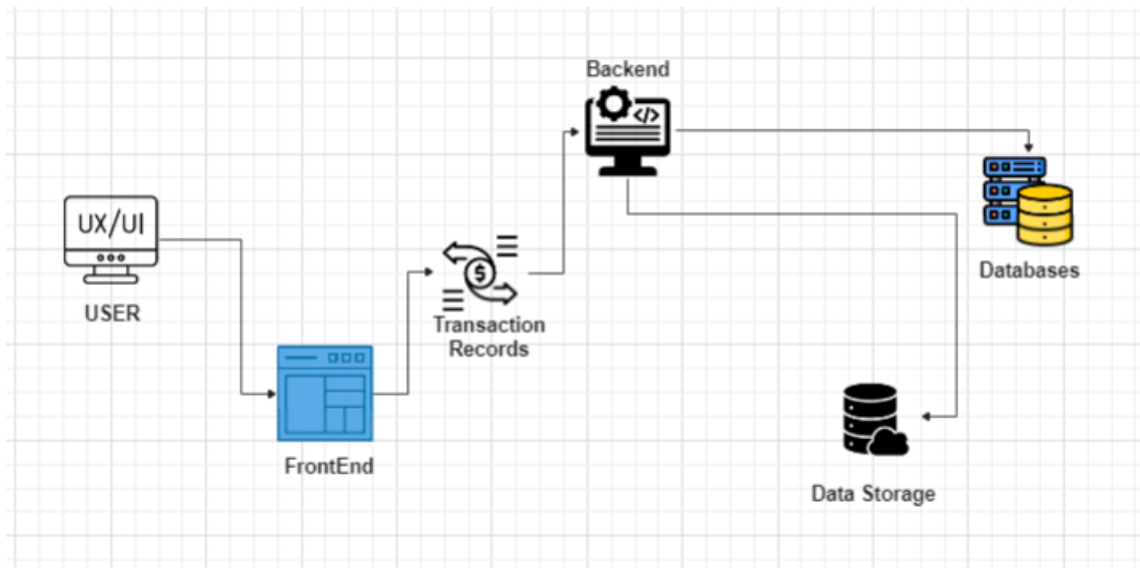 Backend
UX/UI
USER
Transaction
Records
Databases
FrontEnd
Data Storage